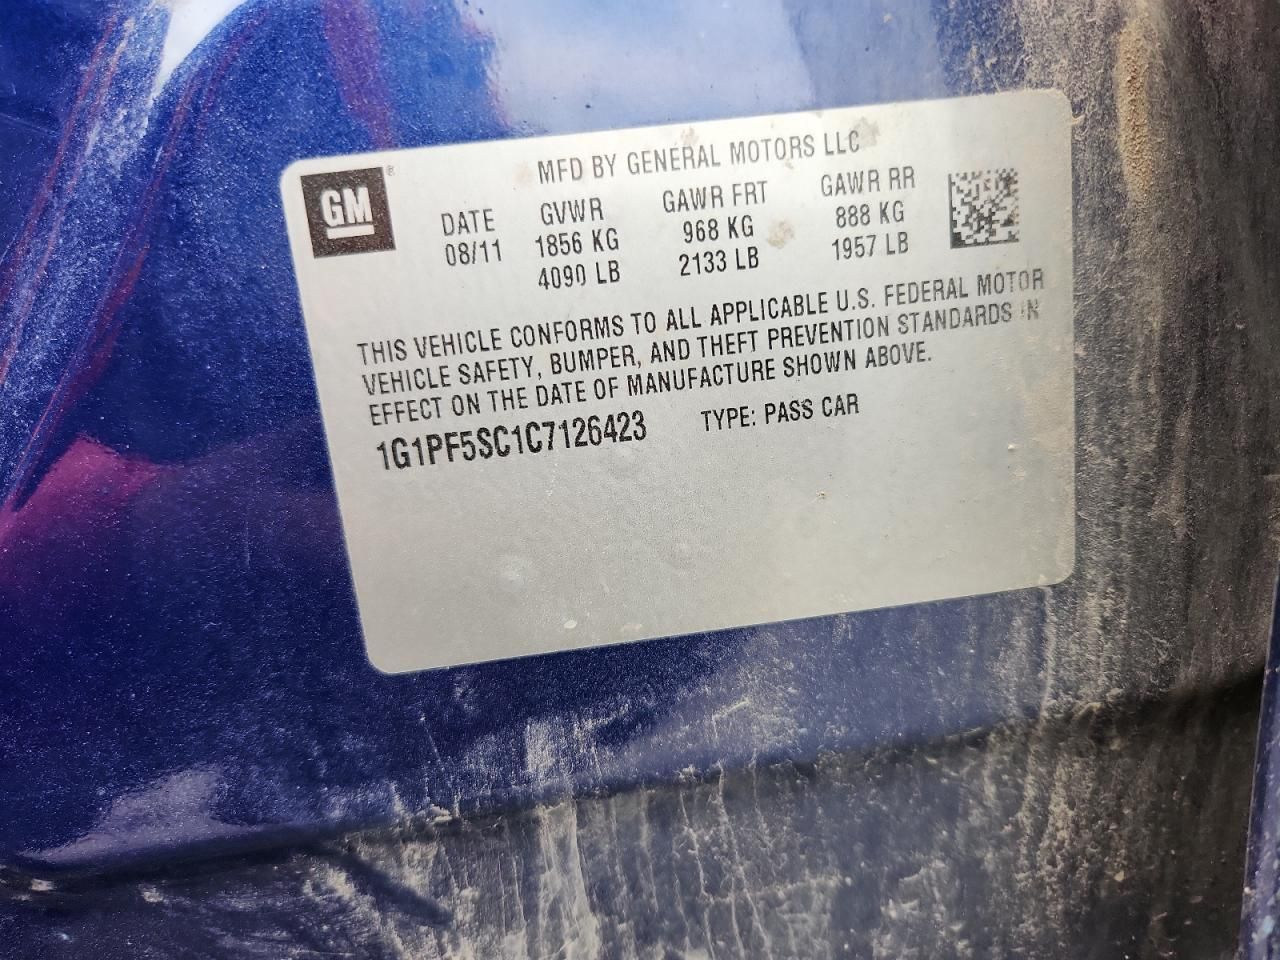 MFD BY GENERAL MOTORS LLC
GM®
DATE GVWR GAWR FRT GAWR RR
08/11 1856 KG 968 KG 888 KG
4090 LB 2133 LB 1957 LB
THIS VEHICLE CONFORMS TO ALL APPLICABLE U.S. FEDERAL MOTOR
VEHICLE SAFETY, BUMPER, AND THEFT PREVENTION STANDARDS IN
EFFECT ON THE DATE OF MANUFACTURE SHOWN ABOVE.
1G1PF5SC1C7126423 TYPE: PASS CAR